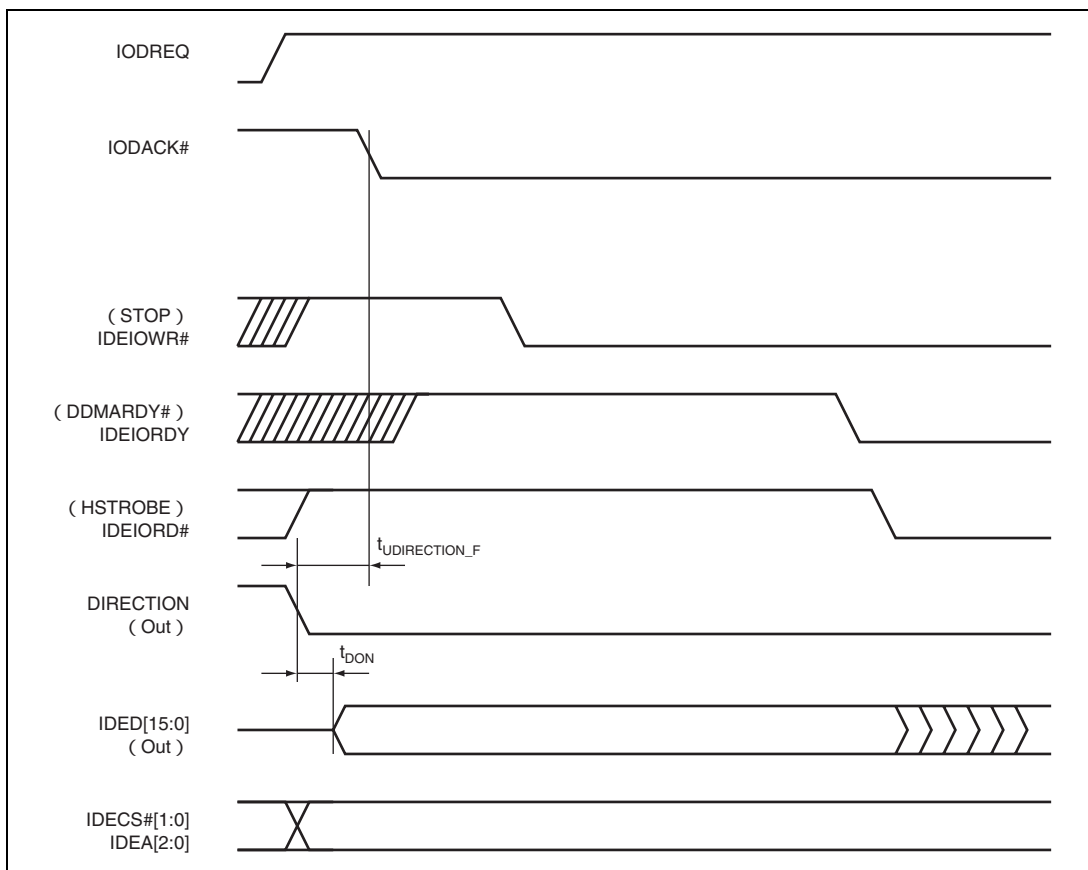 IODREQ
IODACK#
( STOP )
IDEIOWR#
( DDMARDY# )
IDEIORDY
( HSTROBE )
IDEIORD#
tUDIRECTION_F
DIRECTION
( Out )
tDON
IDED[15:0]
( Out )
IDECS#[1:0]
IDEA[2:0]